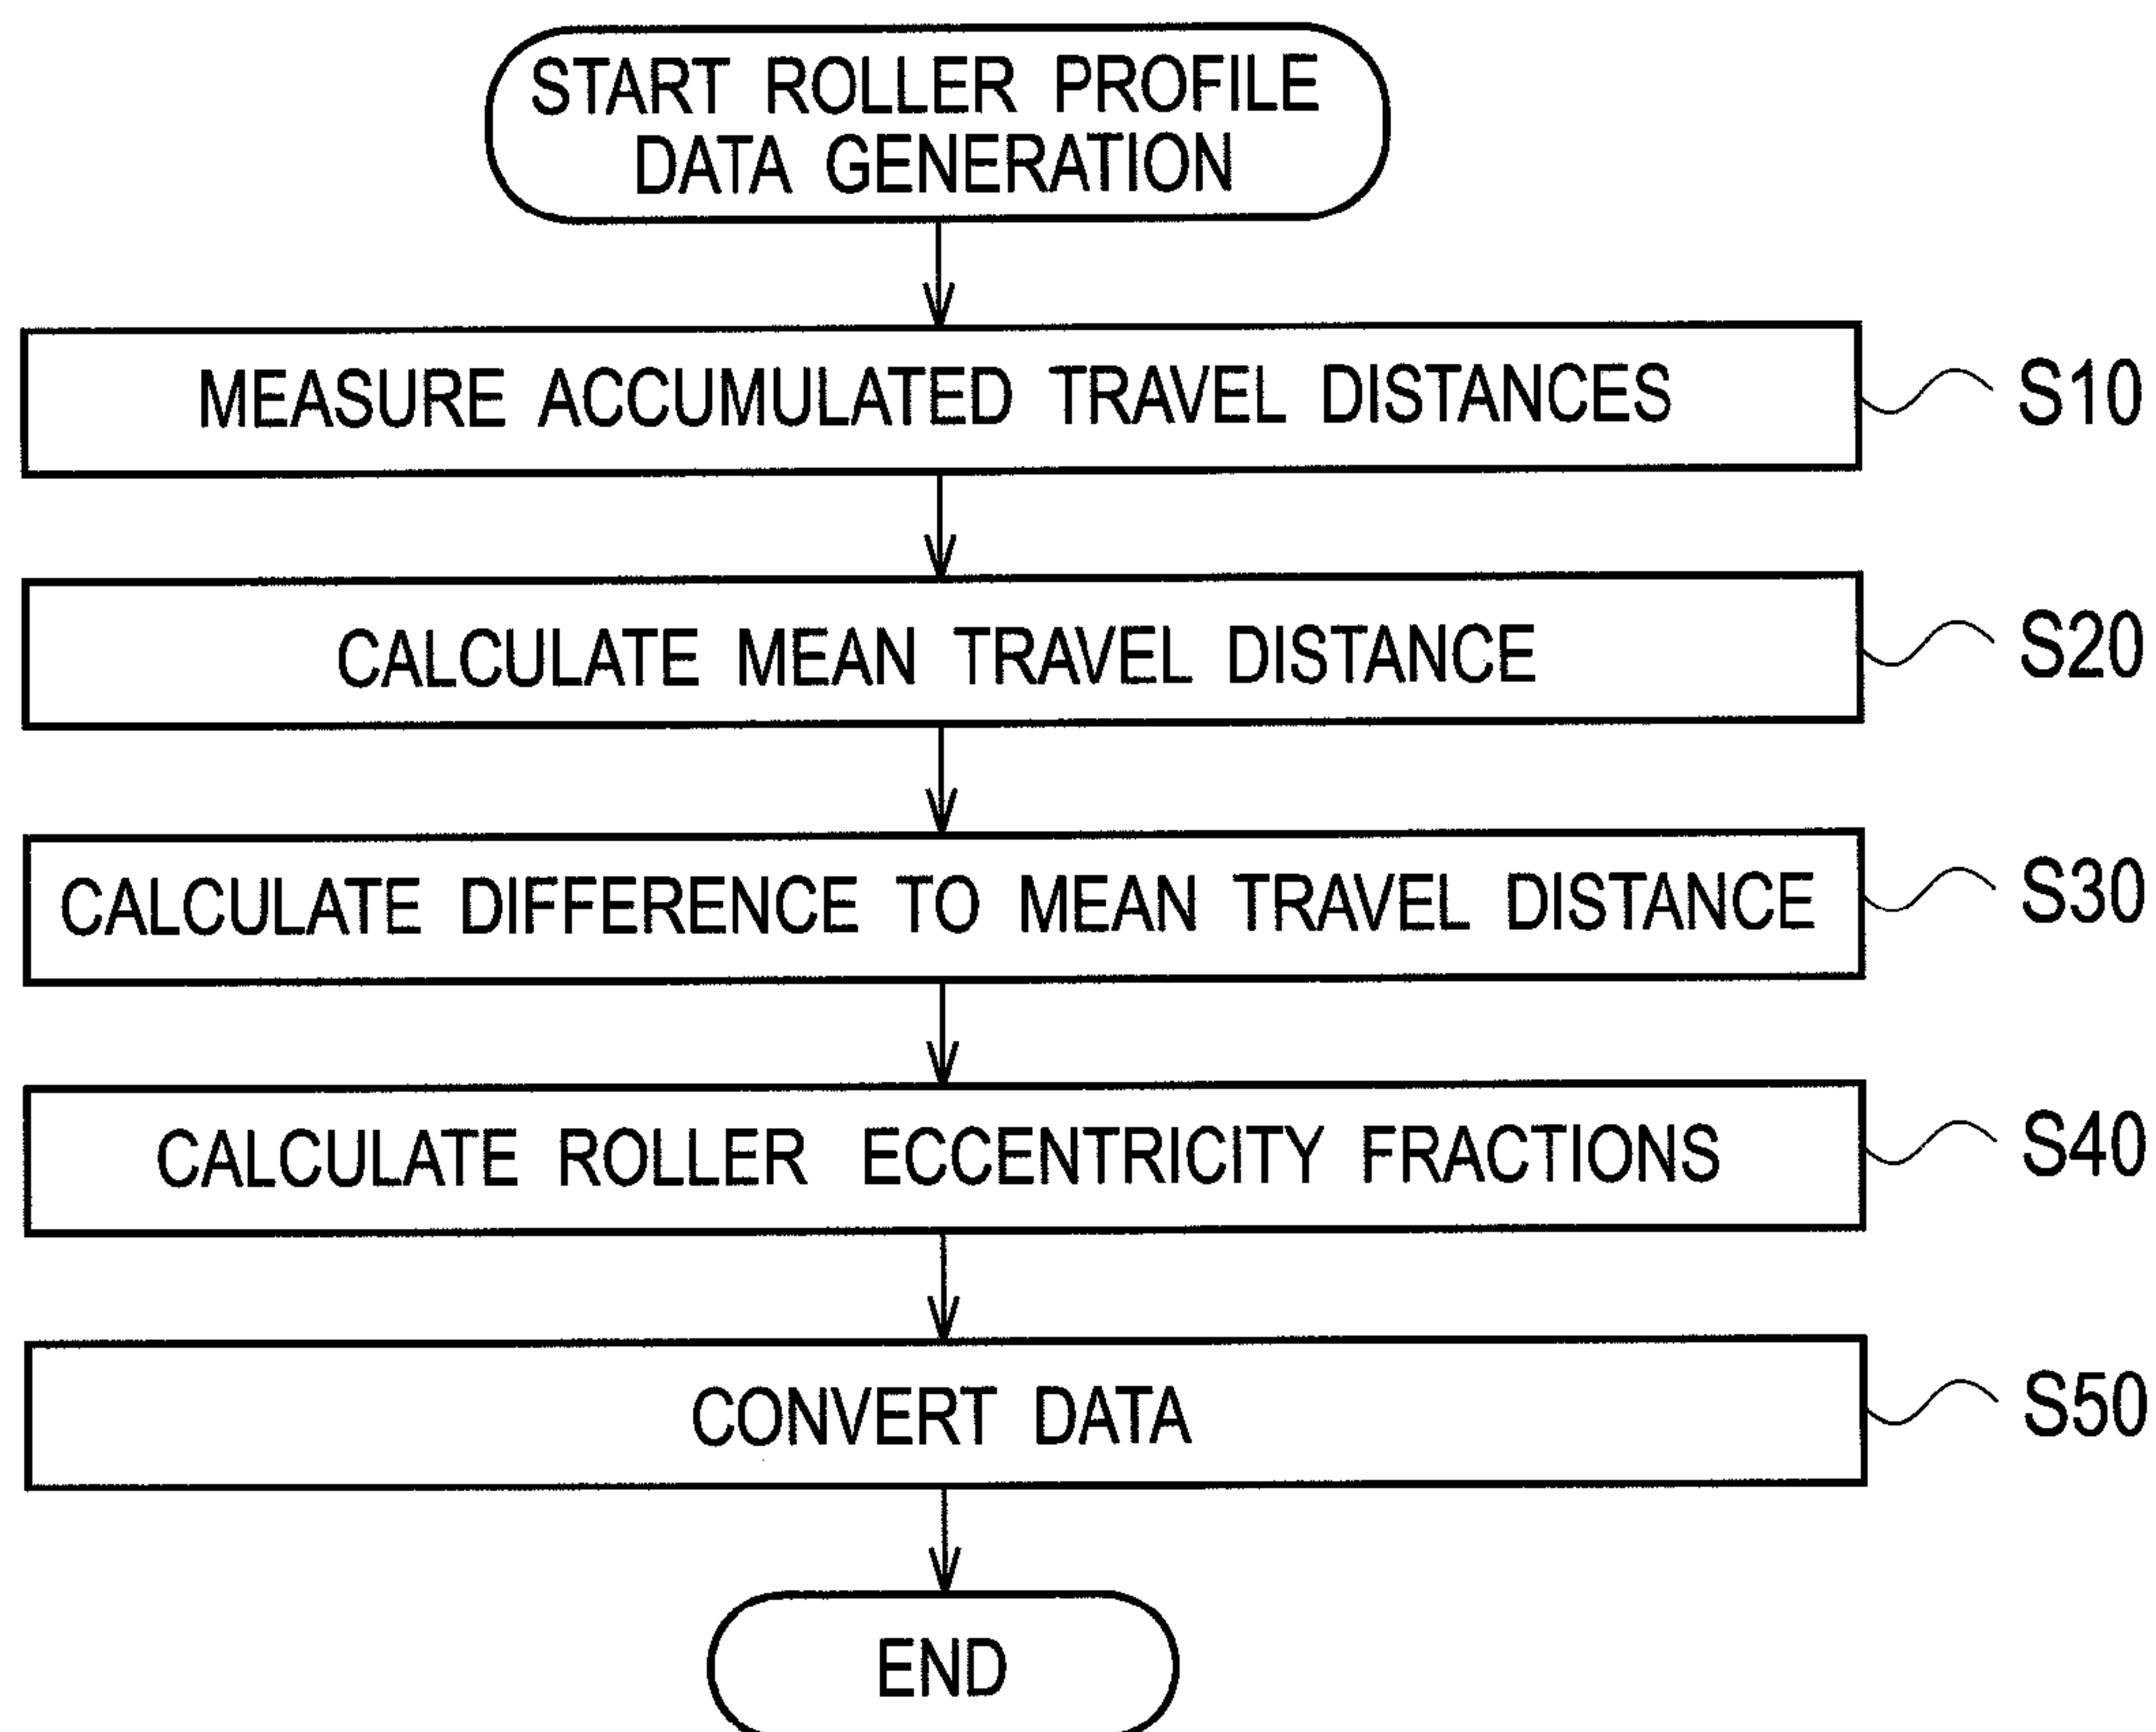 START ROLLER PROFILE
DATA GENERATION
MEASURE ACCUMULATED TRAVEL DISTANCES
S10
CALCULATE MEAN TRAVEL DISTANCE
S20
CALCULATE DIFFERENCE TO MEAN TRAVEL DISTANCE
S30
CALCULATE ROLLER ECCENTRICITY FRACTIONS
S40
CONVERT DATA
S50
END